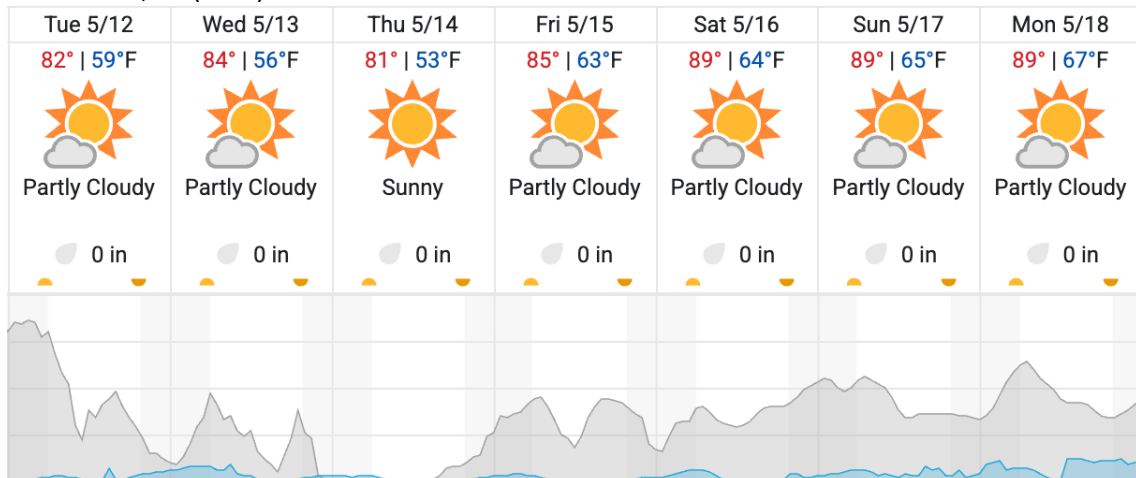 Tue 5/12 Wed 5/13 Thu 5/14 Fri 5/15 Sat 5/16 Sun 5/17 Mon 5/18
82° | 59°F 84° | 56°F 81° | 53°F 85° | 63°F 89° | 64°F 89° | 65°F 89° | 67°F
Partly Cloudy Partly Cloudy Sunny Partly Cloudy Partly Cloudy Partly Cloudy Partly Cloudy
0 in 0 in 0 in 0 in 0 in 0 in 0 in